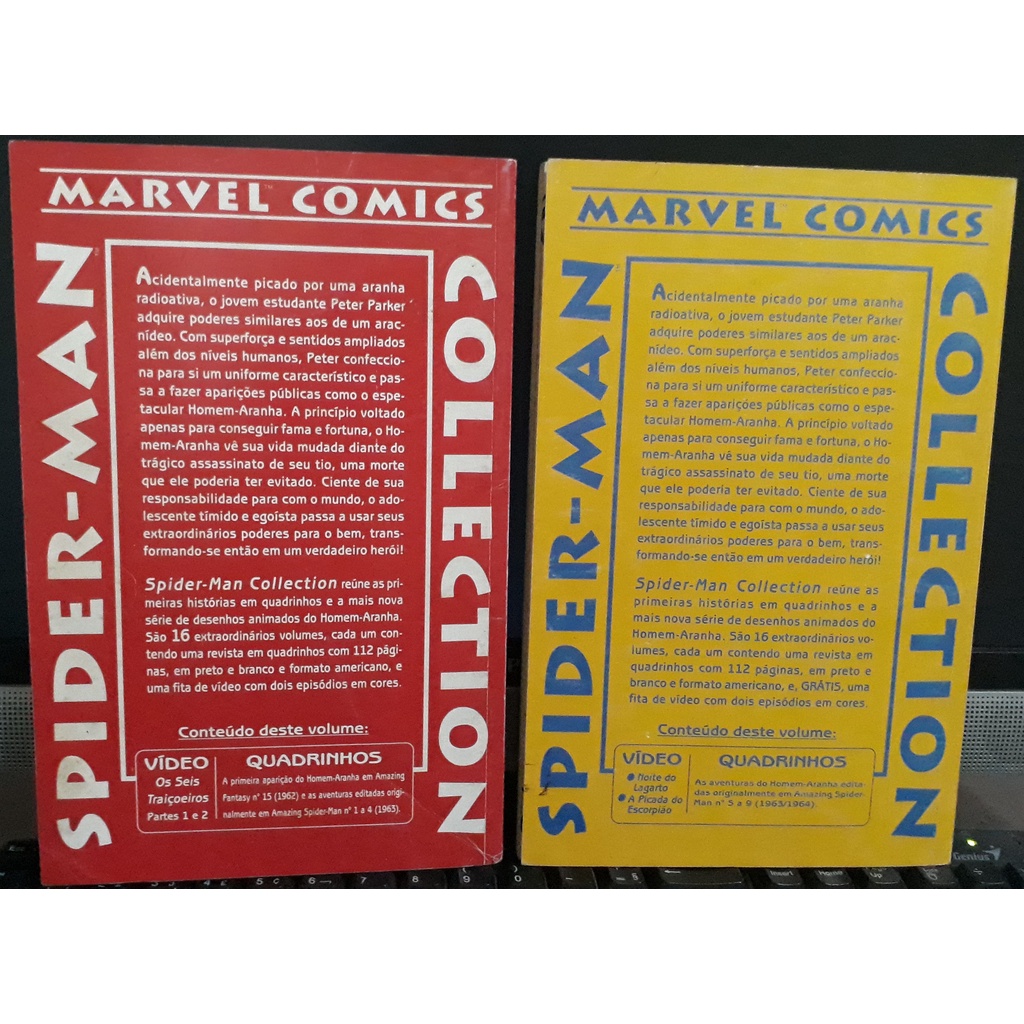 MARVEL COMICS
SPIDER-MAN
COLLECTION
Acidentalmente picado por uma aranha
radioativa, o jovem estudante Peter Parker
adquire poderes similares aos de um arac-
nídeo. Com superforça e sentidos ampliados
além dos níveis humanos, Peter confeccio-
na para si um uniforme característico e pas-
sa a fazer aparições públicas como o espe-
tacular Homem-Aranha. A princípio voltado
apenas para conseguir fama e fortuna, o Ho-
mem-Aranha vê sua vida mudada diante do
trágico assassinato de seu tio, uma morte
que ele poderia ter evitado. Ciente de sua
responsabilidade para com o mundo, o ado-
lescente tímido e egoísta passa a usar seus
extraordinários poderes para o bem, trans-
formando-se então em um verdadeiro herói!
Spider-Man Collection reúne as pri-
meiras histórias em quadrinhos e a mais nova
série de desenhos animados do Homem-Aranha.
São 16 extraordinários volumes, cada um con-
tendo uma revista em quadrinhos com 112 pági-
nas, em preto e branco e formato americano, e
uma fita de vídeo com dois episódios em cores.
Conteúdo deste volume:
VÍDEO
Os Seis
Traiçoeiros
Partes 1 e 2
QUADRINHOS
A primeira aparição do Homem-Aranha em Amazing
Fantasy nº 15 (1962) e as aventuras editadas origi-
nalmente em Amazing Spider-Man nº 1 a 4 (1963).
MARVEL COMICS
SPIDER-MAN
COLLECTION
Acidentalmente picado por uma aranha
radioativa, o jovem estudante Peter Parker
adquire poderes similares aos de um arac-
nídeo. Com superforça e sentidos ampliados
além dos níveis humanos, Peter confeccio-
na para si um uniforme característico e pas-
sa a fazer aparições públicas como o espe-
tacular Homem-Aranha. A princípio voltado
apenas para conseguir fama e fortuna, o Ho-
mem-Aranha vê sua vida mudada diante do
trágico assassinato de seu tio, uma morte
que ele poderia ter evitado. Ciente de sua
responsabilidade para com o mundo, o ado-
lescente tímido e egoísta passa a usar seus
extraordinários poderes para o bem, trans-
formando-se então em um verdadeiro herói!
Spider-Man Collection reúne as
primeiras histórias em quadrinhos e a
mais nova série de desenhos animados do
Homem-Aranha. São 16 extraordinários vo-
lumes, cada um contendo uma revista em
quadrinhos com 112 páginas, em preto e
branco e formato americano, e, GRÁTIS, uma
fita de vídeo com dois episódios em cores.
Conteúdo deste volume:
VÍDEO
● Noite do
Lagarto
● A Picada do
Escorpião
QUADRINHOS
As aventuras do Homem-Aranha edita-
das originalmente em Amazing Spider-
Man nº 5 a 9 (1963/1964).
Genius